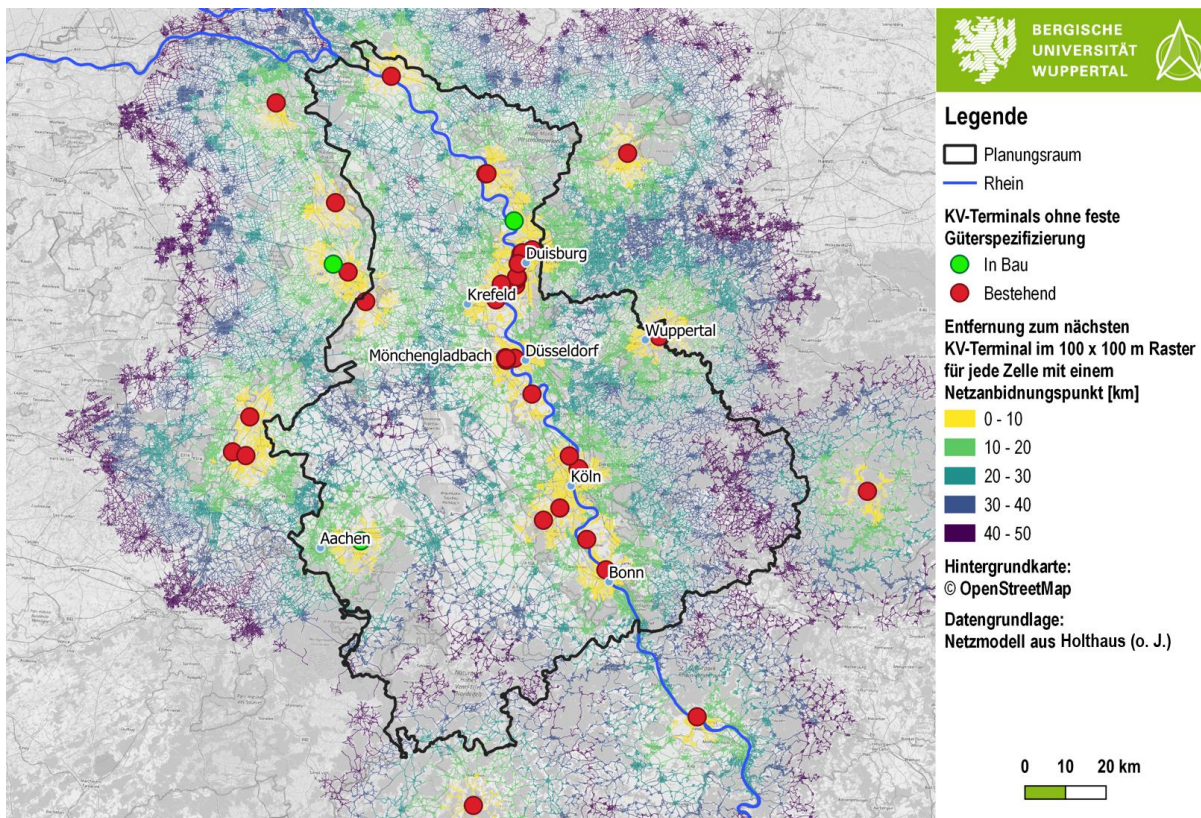 BERGISCHE
UNIVERSITÄT
WUPPERTAL
Legende
Planungsraum
Rhein
KV-Terminals ohne feste
Güterspezifizierung
In Bau
Bestehend
Entfernung zum nächsten
KV-Terminal im 100 x 100 m Raster
für jede Zelle mit einem
Netzanbidnungspunkt [km]
0 - 10
10 - 20
20 - 30
30 - 40
40 - 50
Hintergrundkarte:
© OpenStreetMap
Datengrundlage:
Netzmodell aus Holthaus (o. J.)
0 10 20 km
Duisburg
Krefeld
Wuppertal
Mönchengladbach
Düsseldorf
Köln
Aachen
Bonn